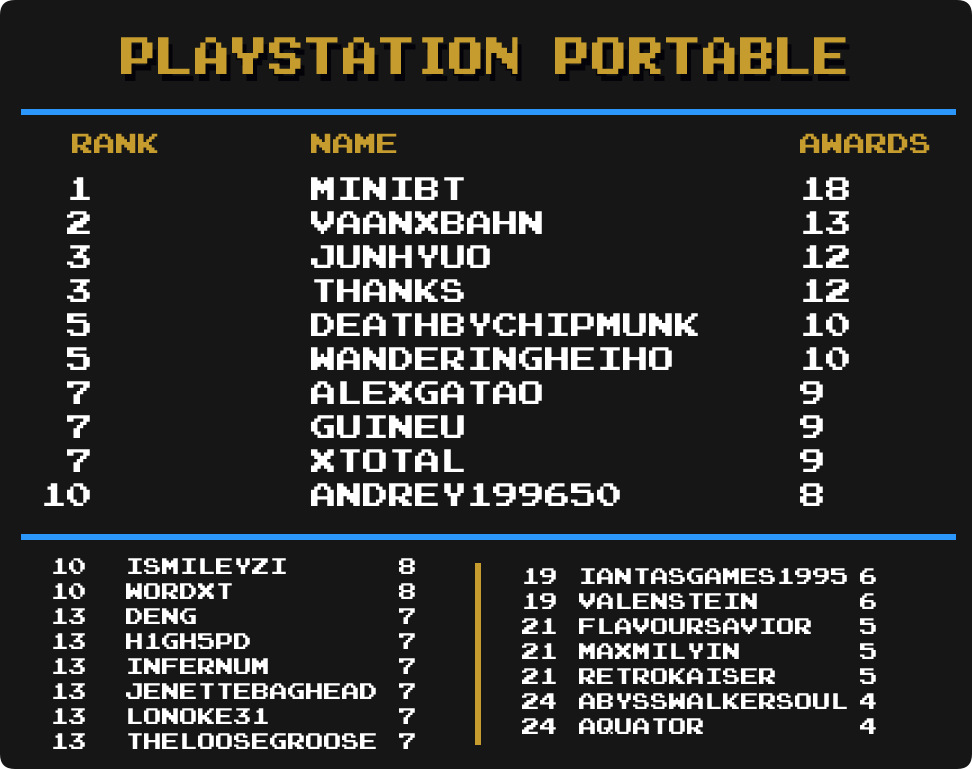 PLAYSTATION PORTABLE
RANK NAME AWARDS
1 MINIBT 18
2 VAANXBAHN 13
3 JUNHYUO 12
3 THANKS 12
5 DEATHBYCHIPMUNK 10
5 WANDERINGHEIHO 10
7 ALEXGATAO 9
7 GUINEU 9
7 XTOTAL 9
10 ANDREY199650 8
10 ISMILEYZI 8
10 WORDXT 8
13 DENG 7
13 H1GH5PD 7
13 INFERNUM 7
13 JENETTEBAGHEAD 7
13 LONOKE31 7
13 THELOOSEGROOSE 7
19 IANTASGAMES1995 6
19 VALENSTEIN 6
21 FLAVOURSAVIOR 5
21 MAXMILYIN 5
21 RETROKAISER 5
24 ABYSSWALKERSOUL 4
24 AQUATOR 4